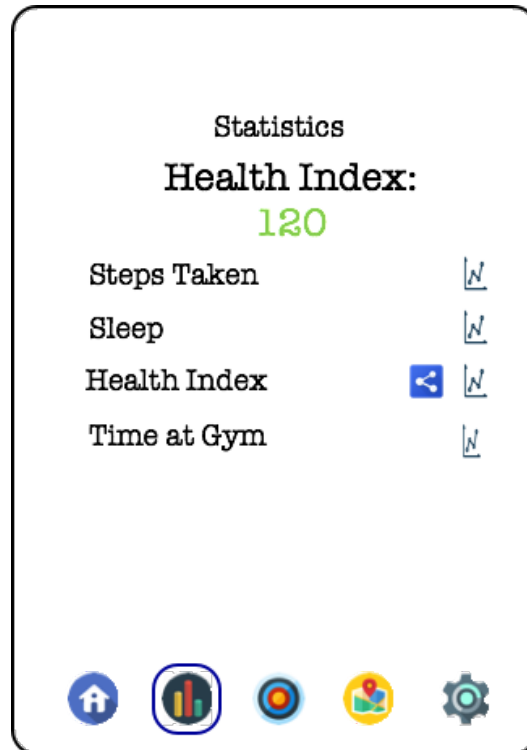 Statistics
Health Index:
120
Steps Taken
Sleep
Health Index
Time at Gym